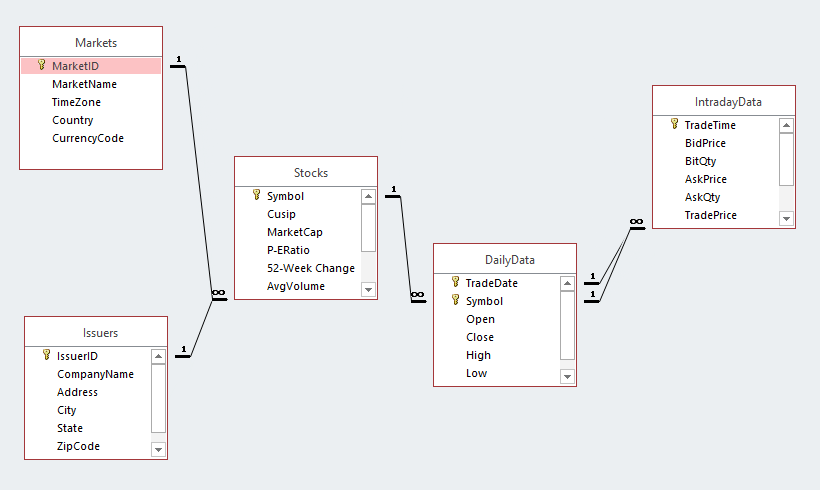 Markets
MarketID
MarketName
TimeZone
Country
CurrencyCode
1
Issuers
IssuerID
CompanyName
Address
City
State
ZipCode
1
Stocks
Symbol
Cusip
MarketCap
P-ERatio
52-Week Change
AvgVolume
∞
1
DailyData
TradeDate
Symbol
Open
Close
High
Low
∞
1
1
IntradayData
TradeTime
BidPrice
BitQty
AskPrice
AskQty
TradePrice
∞